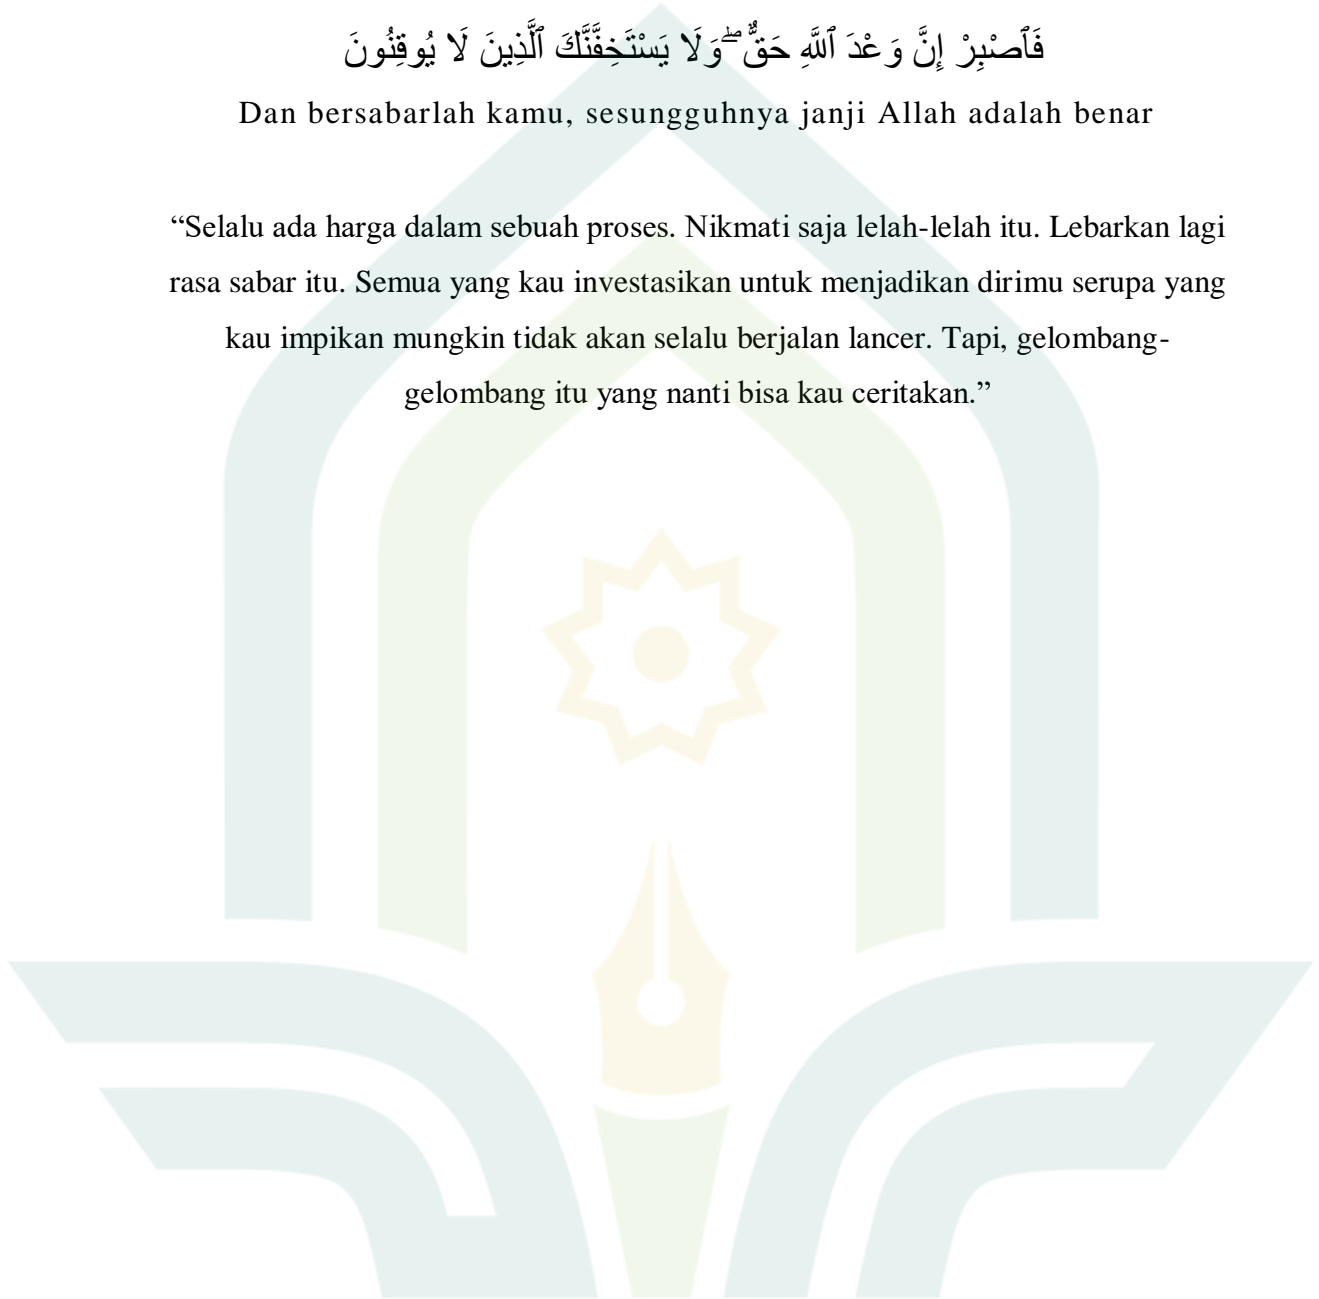 فَٱصْبِرْ إِنَّ وَعْدَ ٱللَّهِ حَقٌّ ۖ وَلَا يَسْتَخِفَّنَّكَ ٱلَّذِينَ لَا يُوقِنُونَ
Dan bersabarlah kamu, sesungguhnya janji Allah adalah benar
“Selalu ada harga dalam sebuah proses. Nikmati saja lelah-lelah itu. Lebarkan lagi
rasa sabar itu. Semua yang kau investasikan untuk menjadikan dirimu serupa yang
kau impikan mungkin tidak akan selalu berjalan lancer. Tapi, gelombang-
gelombang itu yang nanti bisa kau ceritakan.”